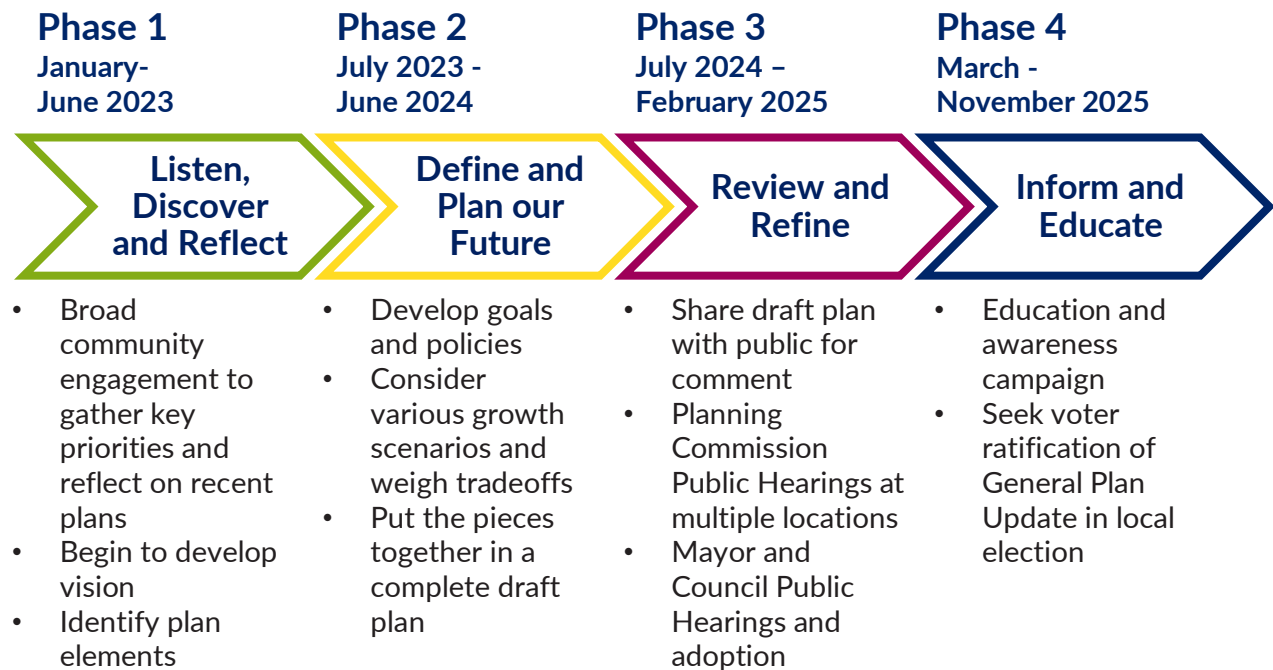 Phase 1
January-
June 2023
Listen,
Discover
and Reflect
• Broad
community
engagement to
gather key
priorities and
reflect on recent
plans
• Begin to develop
vision
• Identify plan
elements
Phase 2
July 2023 -
June 2024
Define and
Plan our
Future
• Develop goals
and policies
• Consider
various growth
scenarios and
weigh tradeoffs
• Put the pieces
together in a
complete draft
plan
Phase 3
July 2024 –
February 2025
Review and
Refine
• Share draft plan
with public for
comment
• Planning
Commission
Public Hearings at
multiple locations
• Mayor and
Council Public
Hearings and
adoption
Phase 4
March -
November 2025
Inform and
Educate
• Education and
awareness
campaign
• Seek voter
ratification of
General Plan
Update in local
election